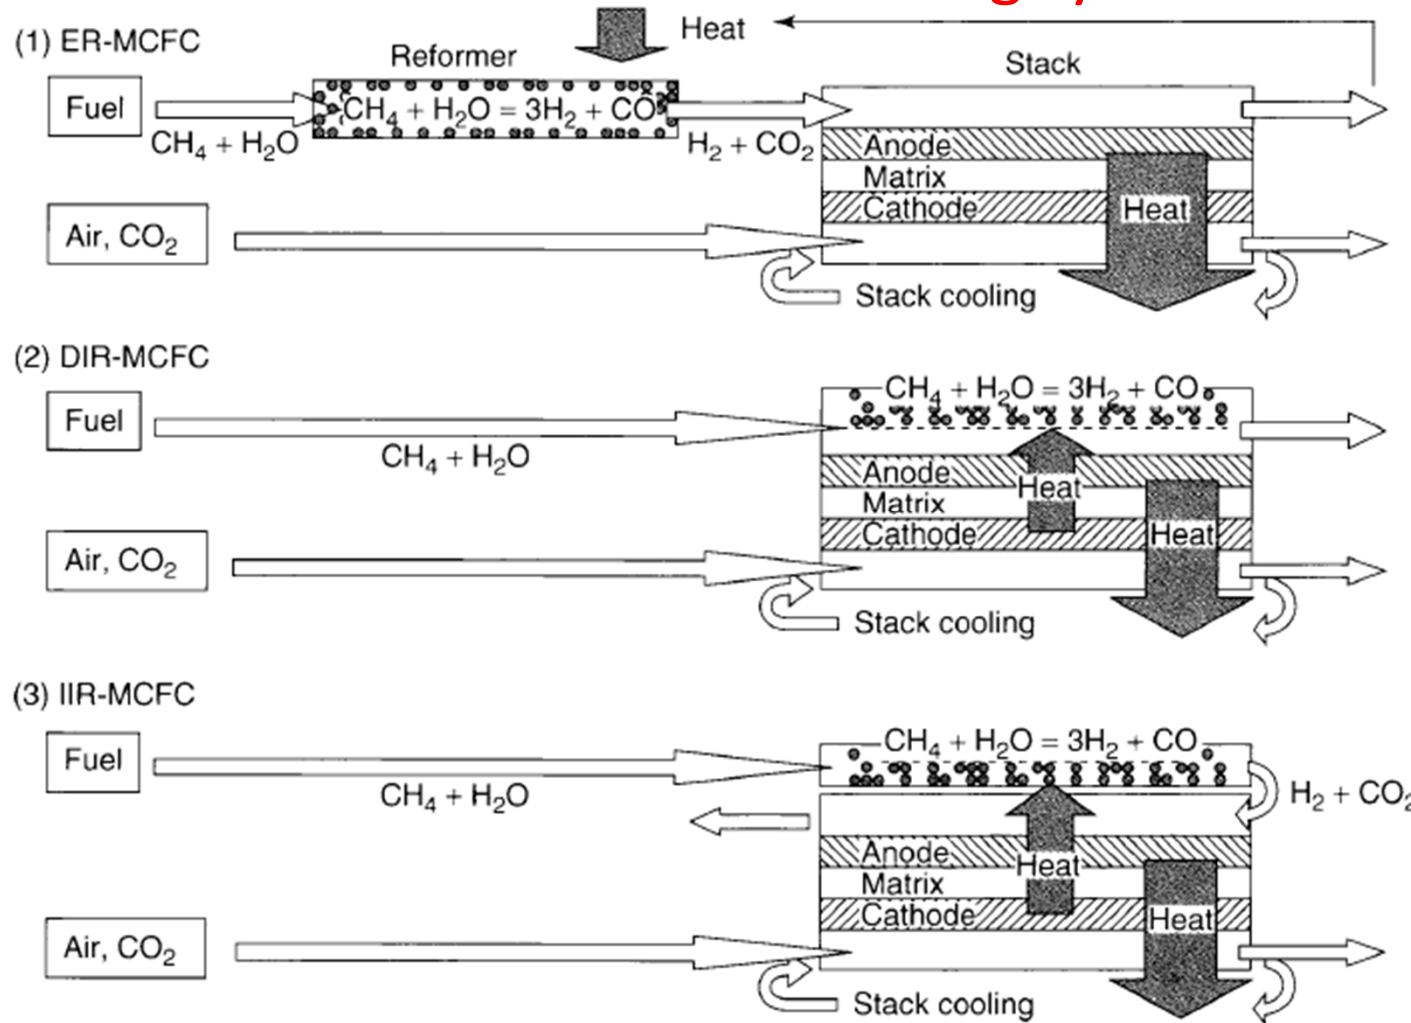 (1) ER-MCFC
Heat
Reformer
Stack
Fuel
CH₄ + H₂O = 3H₂ + CO
CH₄ + H₂O
H₂ + CO₂
Anode
Matrix
Cathode
Heat
Air, CO₂
Stack cooling
(2) DIR-MCFC
CH₄ + H₂O = 3H₂ + CO
Fuel
CH₄ + H₂O
Anode
Heat
Matrix
Cathode
Heat
Air, CO₂
Stack cooling
(3) IIR-MCFC
CH₄ + H₂O = 3H₂ + CO
Fuel
CH₄ + H₂O
H₂ + CO₂
Anode
Heat
Matrix
Cathode
Heat
Air, CO₂
Stack cooling